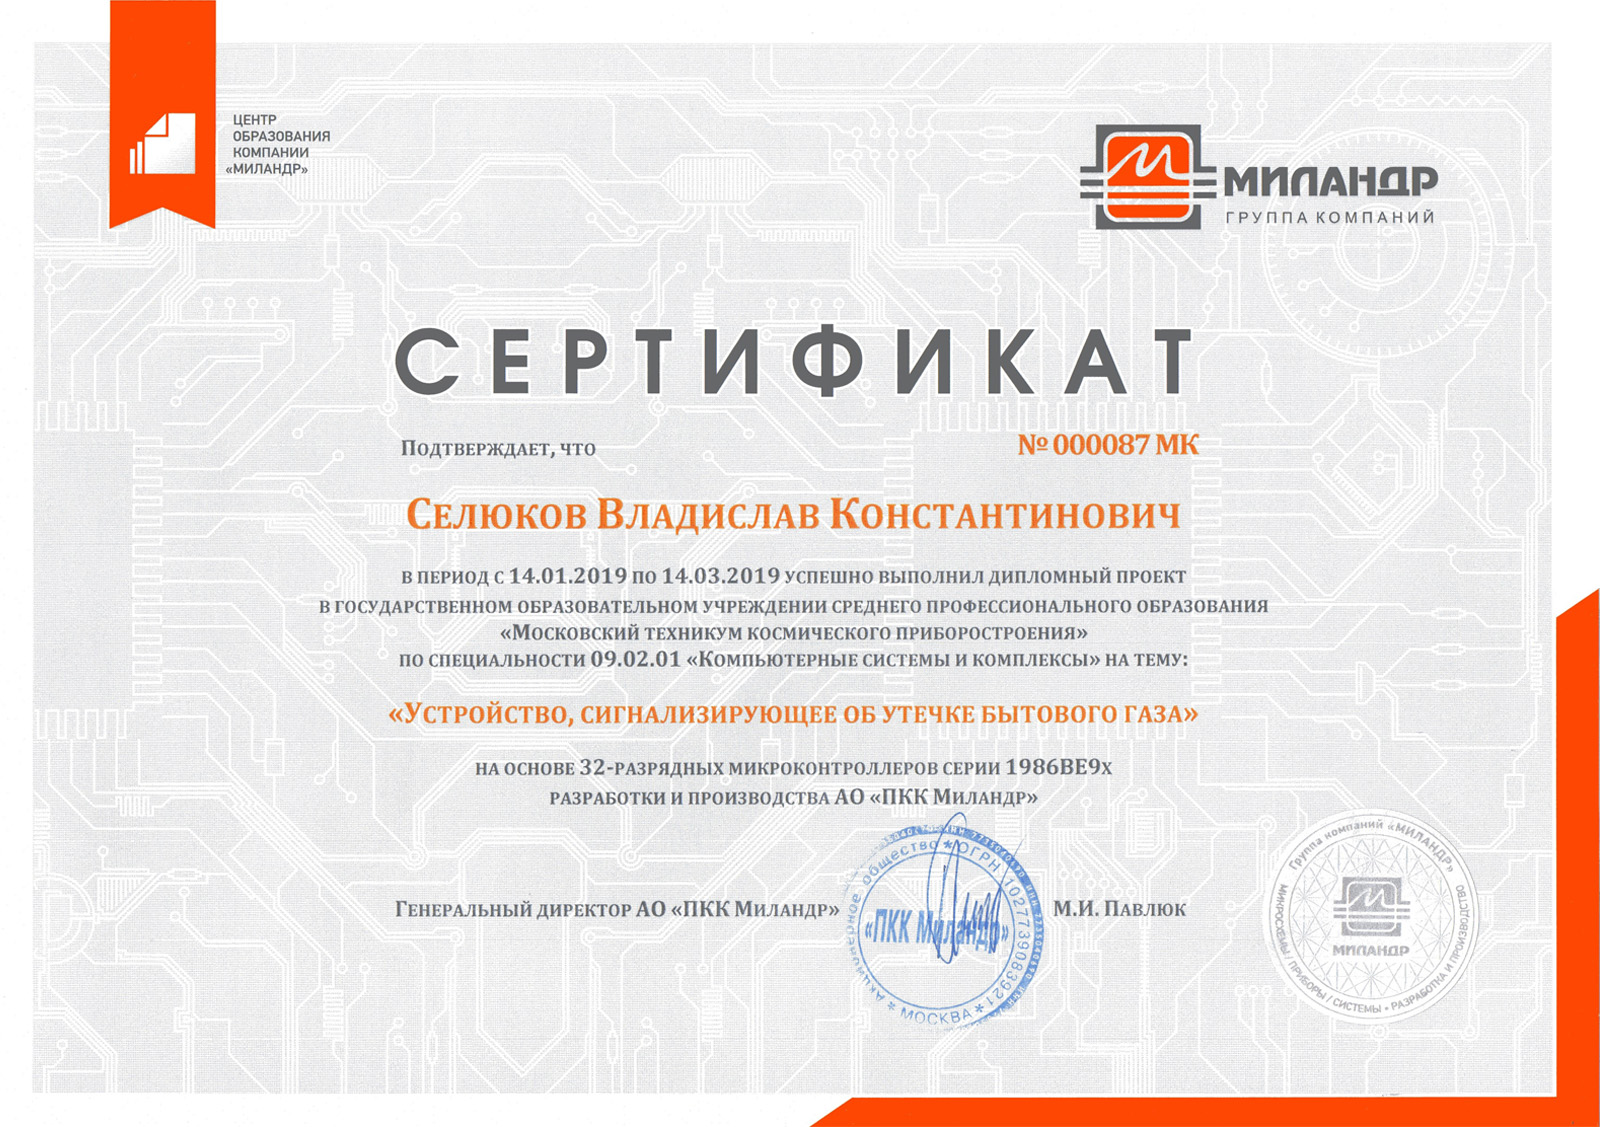 ЦЕНТР
ОБРАЗОВАНИЯ
КОМПАНИИ
«МИЛАНДР»
МИЛАНДР
ГРУППА КОМПАНИЙ
СЕРТИФИКАТ
Подтверждает, что
№ 000087 МК
Селюков Владислав Константинович
в период с 14.01.2019 по 14.03.2019 успешно выполнил дипломный проект
в государственном образовательном учреждении среднего профессионального образования
«Московский техникум космического приборостроения»
по специальности 09.02.01 «Компьютерные системы и комплексы» на тему:
«Устройство, сигнализирующее об утечке бытового газа»
на основе 32-разрядных микроконтроллеров серии 1986ВЕ9х
разработки и производства АО «ПКК Миландр»
Генеральный директор АО «ПКК Миландр»
М.И. Павлюк
Акционерное общество * ОГРН 1027739083921 * МОСКВА *
«ПКК Миландр»
Группа компаний «МИЛАНДР»
МИКРОСХЕМЫ / ПРИБОРЫ / СИСТЕМЫ • РАЗРАБОТКА И ПРОИЗВОДСТВО
МИЛАНДР